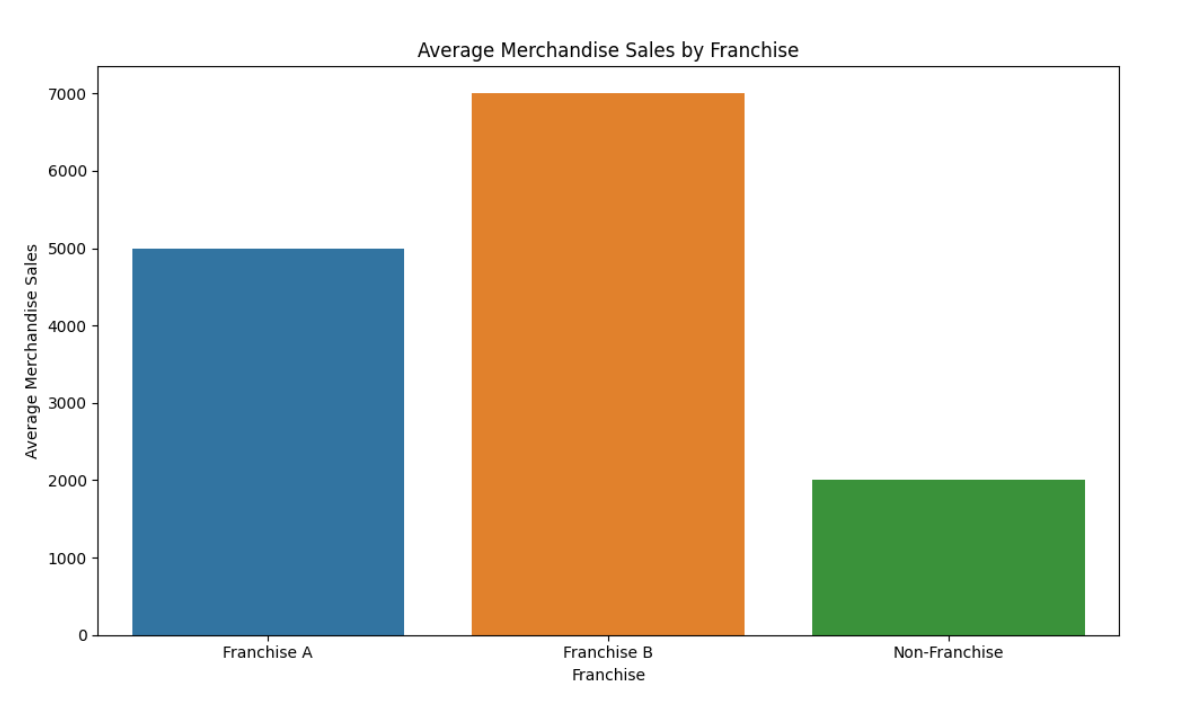 Average Merchandise Sales by Franchise
Average Merchandise Sales
7000
6000
5000
4000
3000
2000
1000
0
Franchise A
Franchise B
Non-Franchise
Franchise